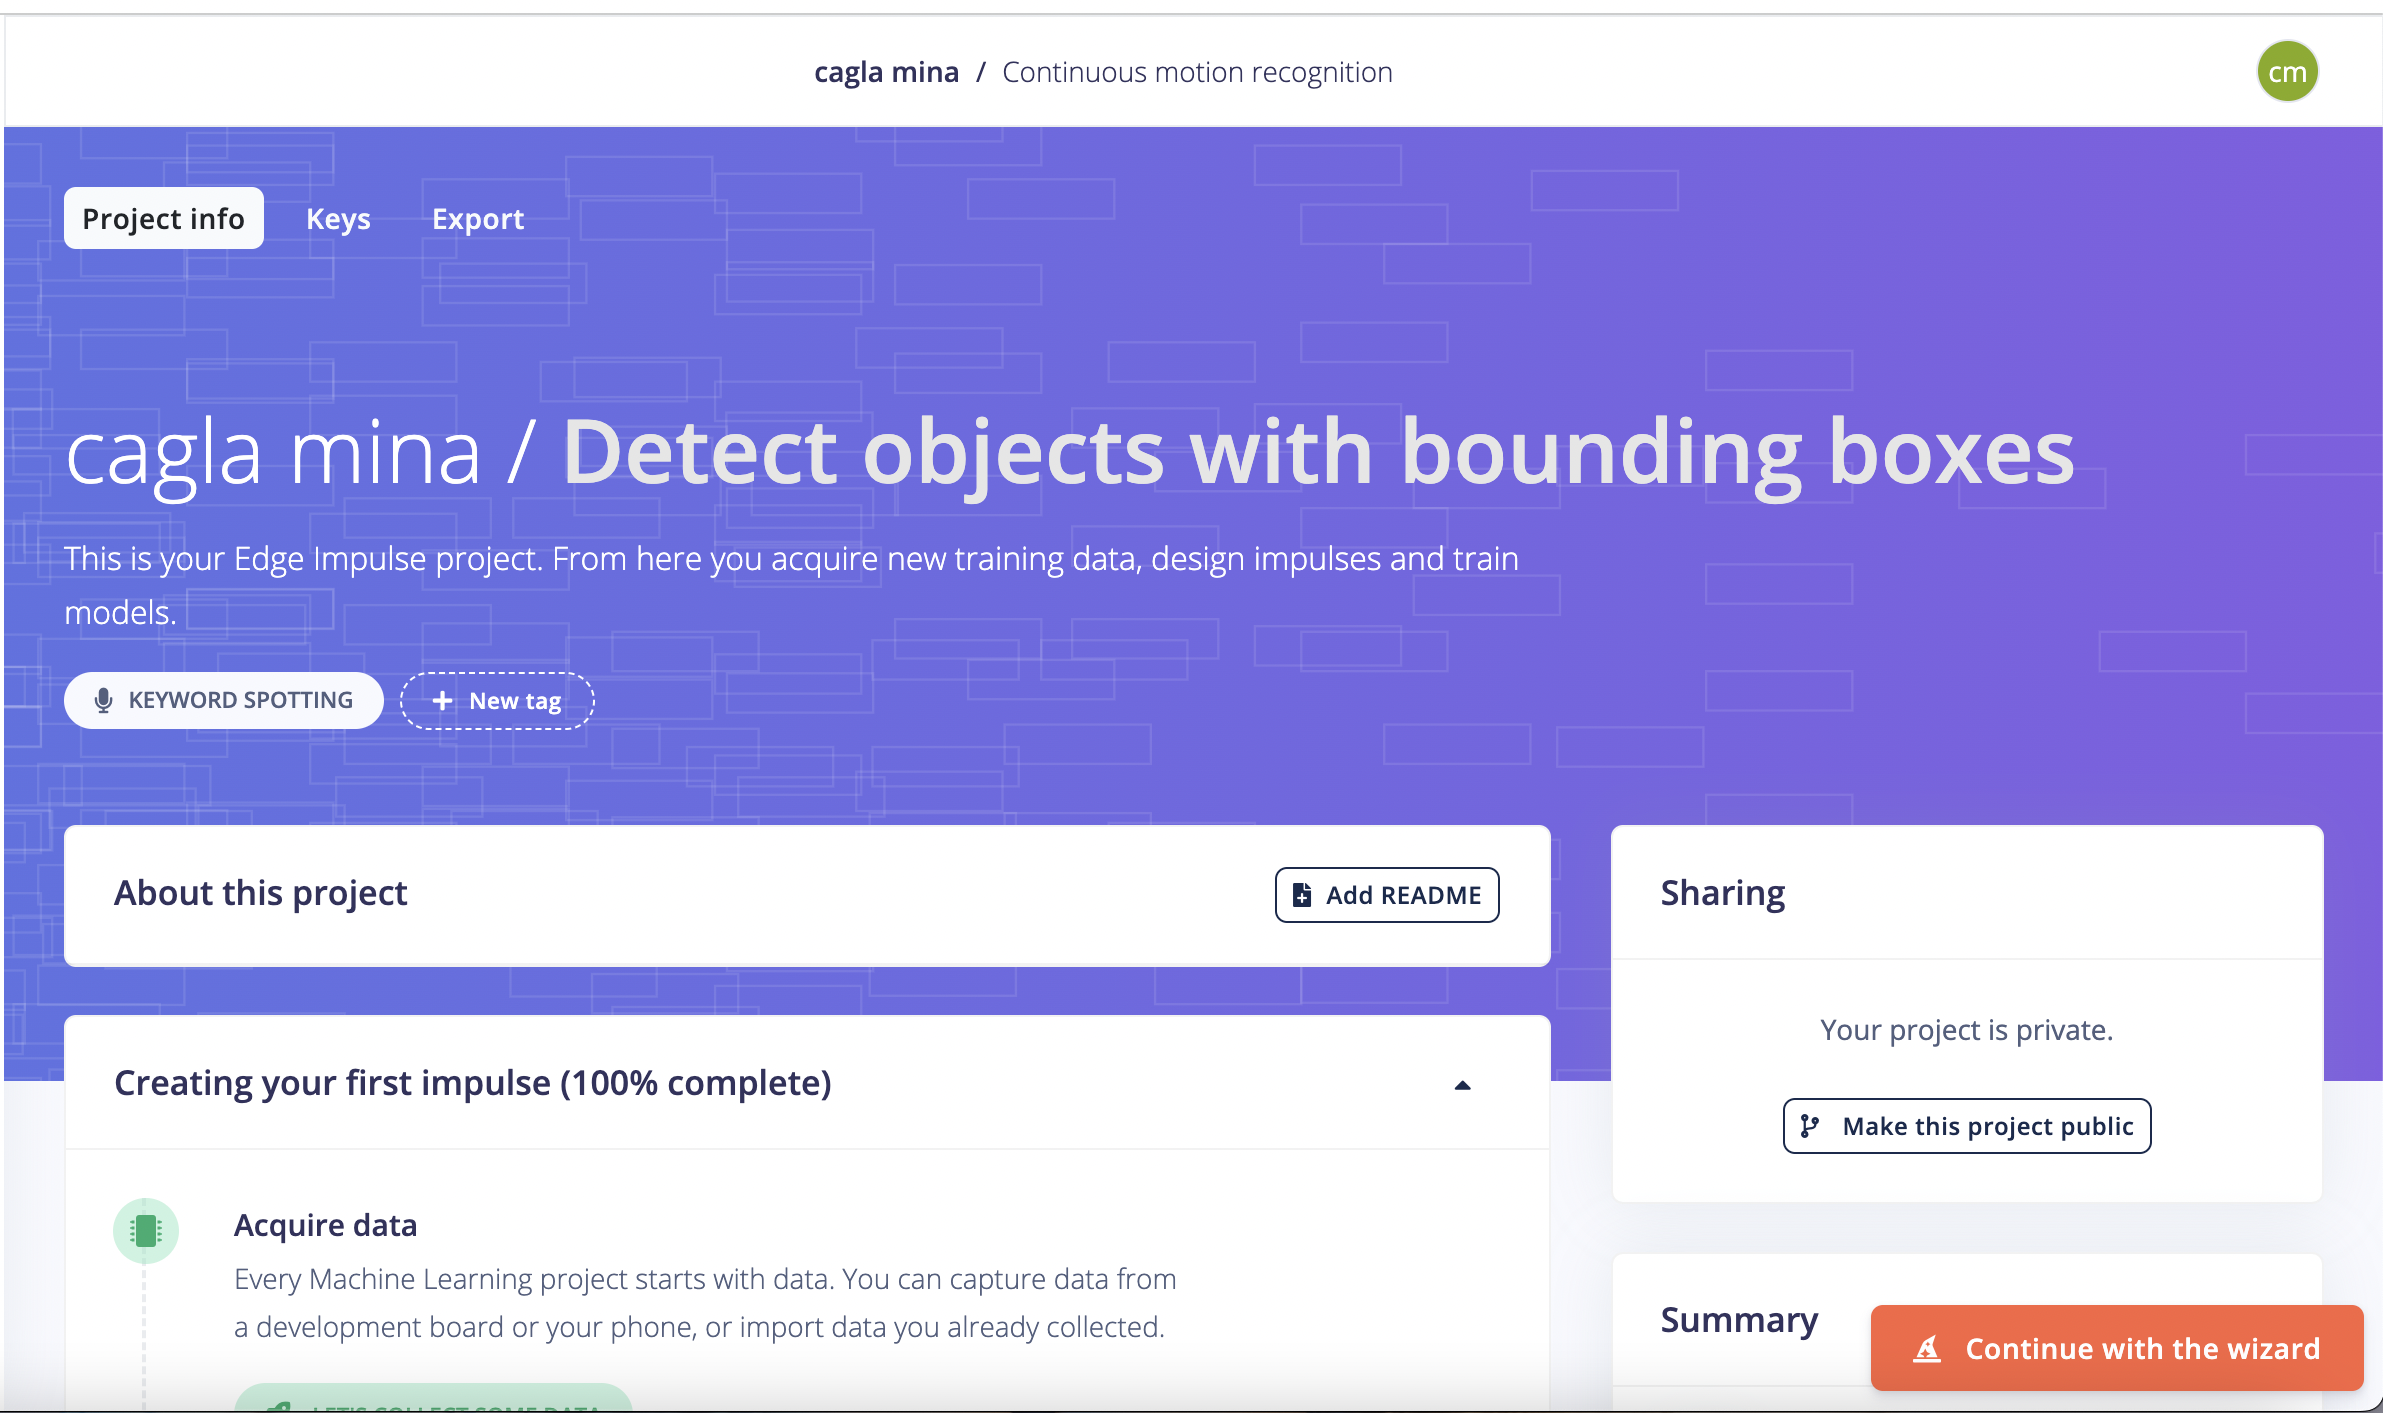 cagla mina / Continuous motion recognition
cm
Project info
Keys
Export
cagla mina / Detect objects with bounding boxes
This is your Edge Impulse project. From here you acquire new training data, design impulses and train
models.
KEYWORD SPOTTING
+ New tag
About this project
Add README
Sharing
Your project is private.
Make this project public
Creating your first impulse (100% complete)
Acquire data
Every Machine Learning project starts with data. You can capture data from
a development board or your phone, or import data you already collected.
LET'S COLLECT SOME DATA
Summary
Continue with the wizard